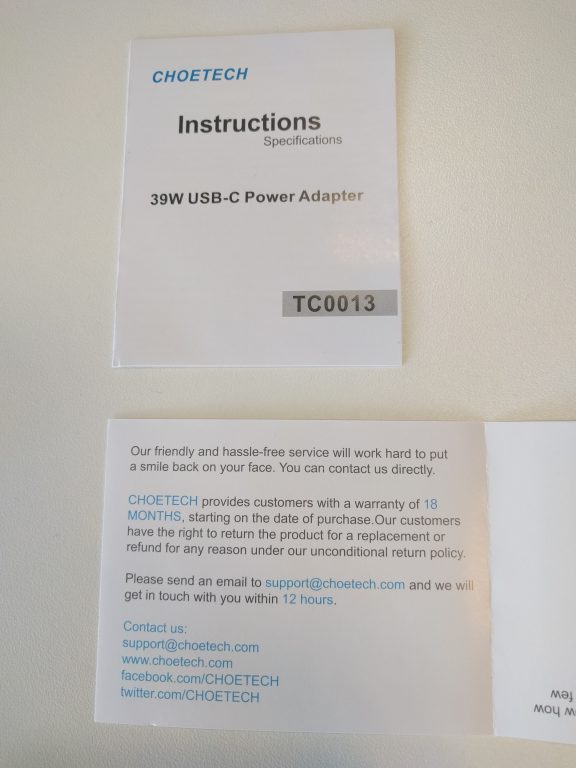 CHOETECH
Instructions
Specifications
39W USB-C Power Adapter
TC0013
Our friendly and hassle-free service will work hard to put
a smile back on your face. You can contact us directly.
CHOETECH provides customers with a warranty of 18
MONTHS, starting on the date of purchase.Our customers
have the right to return the product for a replacement or
refund for any reason under our unconditional return policy.
Please send an email to support@choetech.com and we will
get in touch with you within 12 hours.
Contact us:
support@choetech.com
www.choetech.com
facebook.com/CHOETECH
twitter.com/CHOETECH
how
few